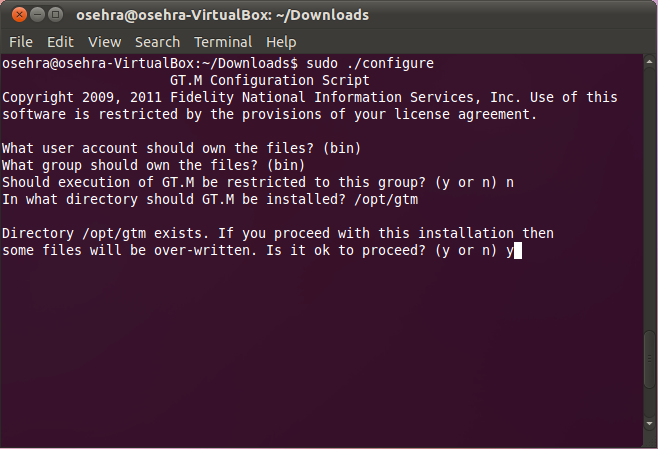 osehra@osehra-VirtualBox: ~/Downloads
File Edit View Search Terminal Help
osehra@osehra-VirtualBox:~/Downloads$ sudo ./configure
GT.M Configuration Script
Copyright 2009, 2011 Fidelity National Information Services, Inc. Use of this
software is restricted by the provisions of your license agreement.
What user account should own the files? (bin)
What group should own the files? (bin)
Should execution of GT.M be restricted to this group? (y or n) n
In what directory should GT.M be installed? /opt/gtm
Directory /opt/gtm exists. If you proceed with this installation then
some files will be over-written. Is it ok to proceed? (y or n) y